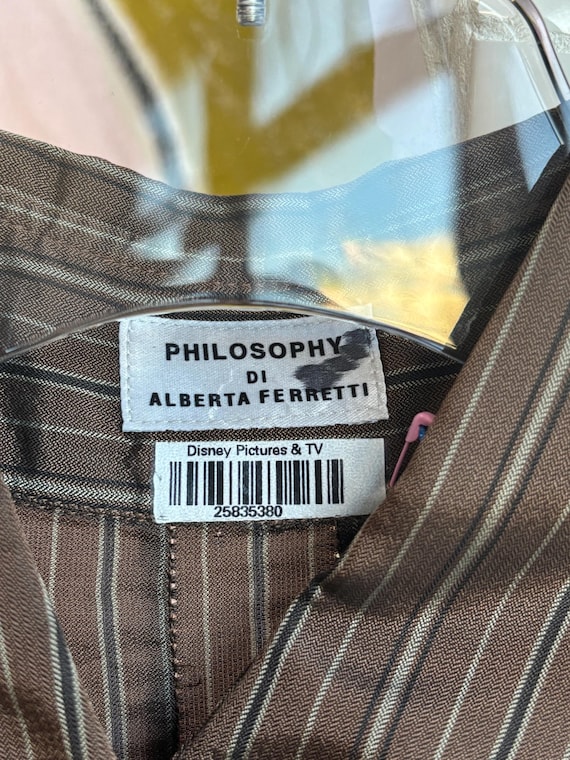 PHILOSOPHY
DI
ALBERTA FERRETTI
Disney Pictures & TV
25835380